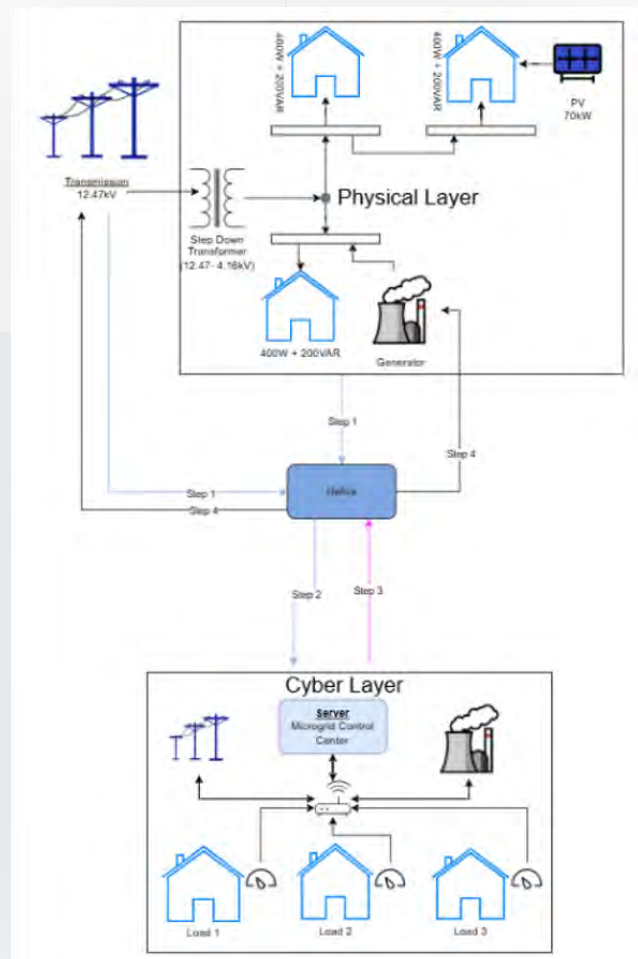 400W + 200VAR
400W + 200VAR
PV
70kW
Transmission
12.47kV
Physical Layer
Step Down
Transformer
(12.47- 4.16kV)
400W + 200VAR
Generator
Step 1
Step 4
Step 1
Helics
Step 4
Step 2
Step 3
Cyber Layer
Server
Microgrid Control
Center
Load 1
Load 2
Load 3